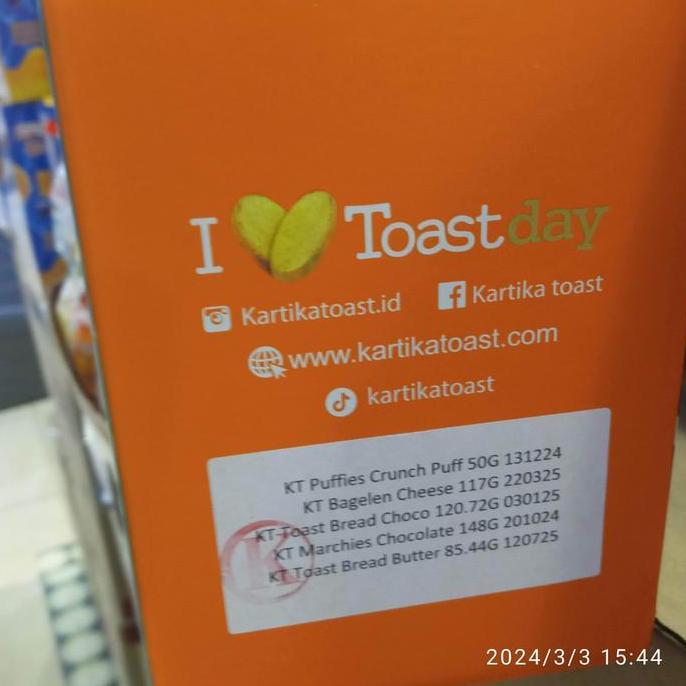 I Toastday
Kartikatoast.id Kartika toast
www.kartikatoast.com
kartikatoast
KT Puffies Crunch Puff 50G 131224
KT Bagelen Cheese 117G 220325
KT Toast Bread Choco 120.72G 030125
KT Marchies Chocolate 148G 201024
KT Toast Bread Butter 85.44G 120725
2024/3/3 15:44